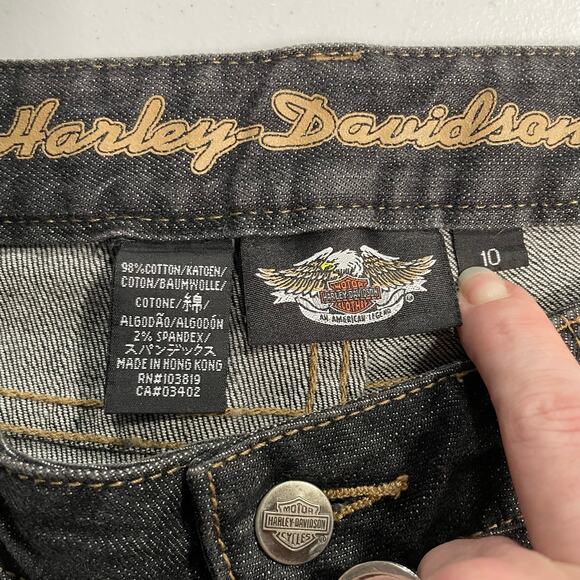 Harley-Davidson
98%COTTON/KATOEN/
COTON/BAUMWOLLE/
COTONE/綿/
ALGODÃO/ALGODÓN
2% SPANDEX/
スパンデックス
MADE IN HONG KONG
RN#103819
CA#03402
MOTOR
HARLEY-DAVIDSON
CLOTHES
AN AMERICAN LEGEND
®
10
MOTOR
HARLEY-DAVIDSON
CYCLES